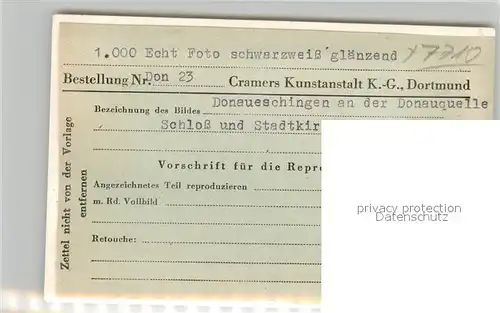 1.000 Echt Foto schwarzweiß glänzend x7310
Bestellung Nr. Don 23 Cramers Kunstanstalt K.-G., Dortmund
Bezeichnung des Bildes Donaueschingen an der Donauquelle
Schloß und Stadtkir
Vorschrift für die Repro
Angezeichnetes Teil reproduzieren
m. Rd. Vollbild
Retouche:
Zettel nicht von der Vorlage
entfernen
privacy protection
Datenschutz